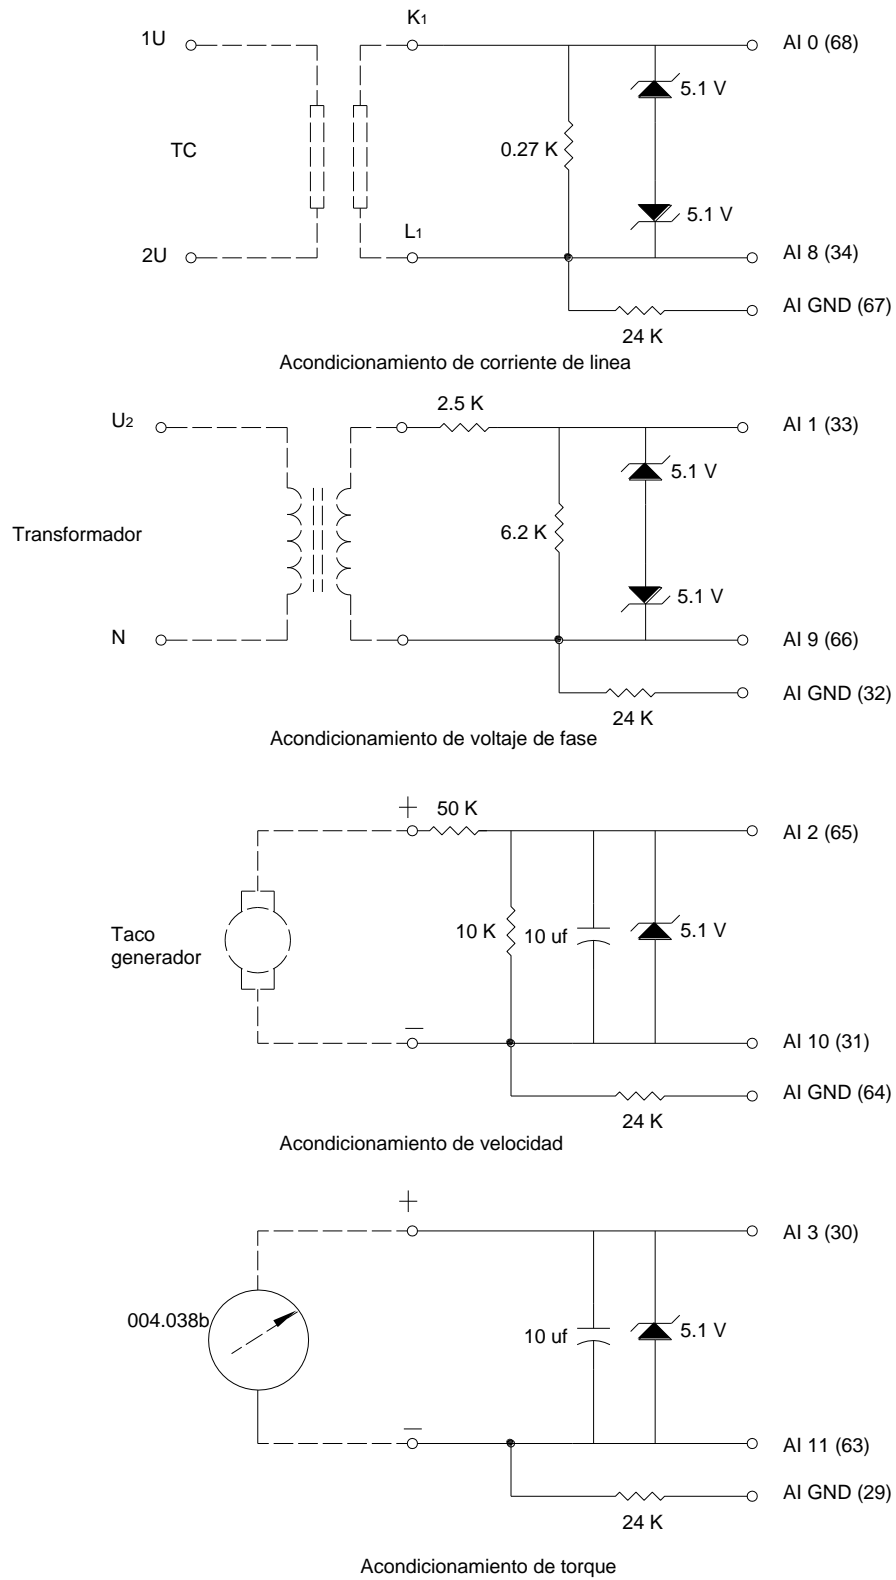 K1
1U
AI 0 (68)
5.1 V
0.27 K
TC
5.1 V
L1
2U
AI 8 (34)
AI GND (67)
24 K
Acondicionamiento de corriente de linea
2.5 K
U2
AI 1 (33)
5.1 V
Transformador
6.2 K
5.1 V
N
AI 9 (66)
AI GND (32)
24 K
Acondicionamiento de voltaje de fase
+
50 K
AI 2 (65)
Taco
generador
10 K
10 uf
5.1 V
–
AI 10 (31)
AI GND (64)
24 K
Acondicionamiento de velocidad
+
AI 3 (30)
004.038b
10 uf
5.1 V
–
AI 11 (63)
AI GND (29)
24 K
Acondicionamiento de torque